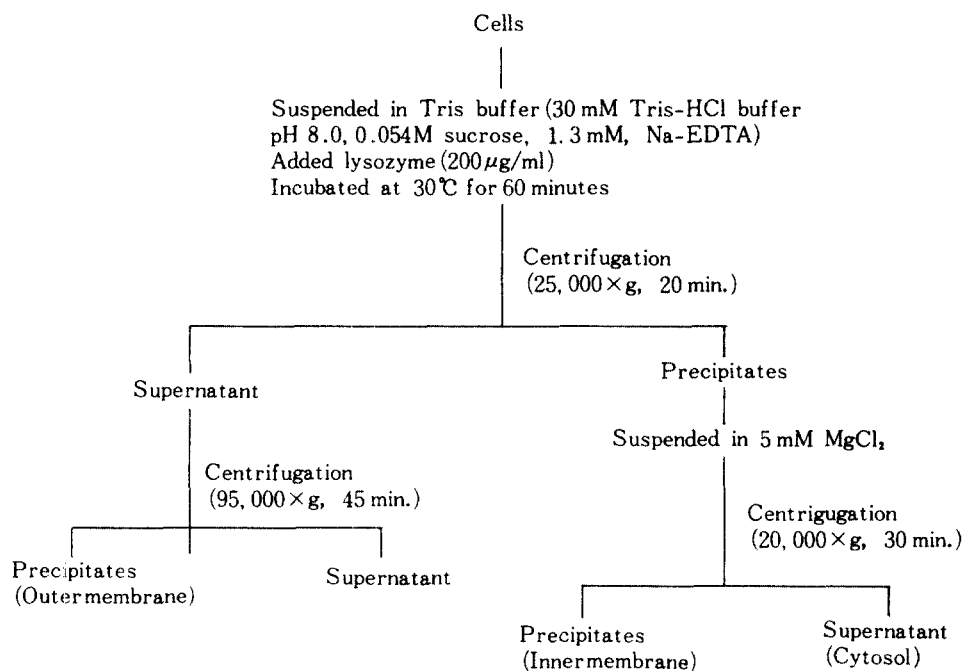 Cells
Suspended in Tris buffer (30 mM Tris-HCl buffer
pH 8.0, 0.054M sucrose, 1.3 mM, Na-EDTA)
Added lysozyme (200μg/ml)
Incubated at 30℃ for 60 minutes
Centrifugation
(25,000×g, 20 min.)
Supernatant
Precipitates
Suspended in 5 mM MgCl₂
Centrifugation
(95,000×g, 45 min.)
Centrigugation
(20,000×g, 30 min.)
Precipitates
(Outermembrane)
Supernatant
Precipitates
(Innermembrane)
Supernatant
(Cytosol)